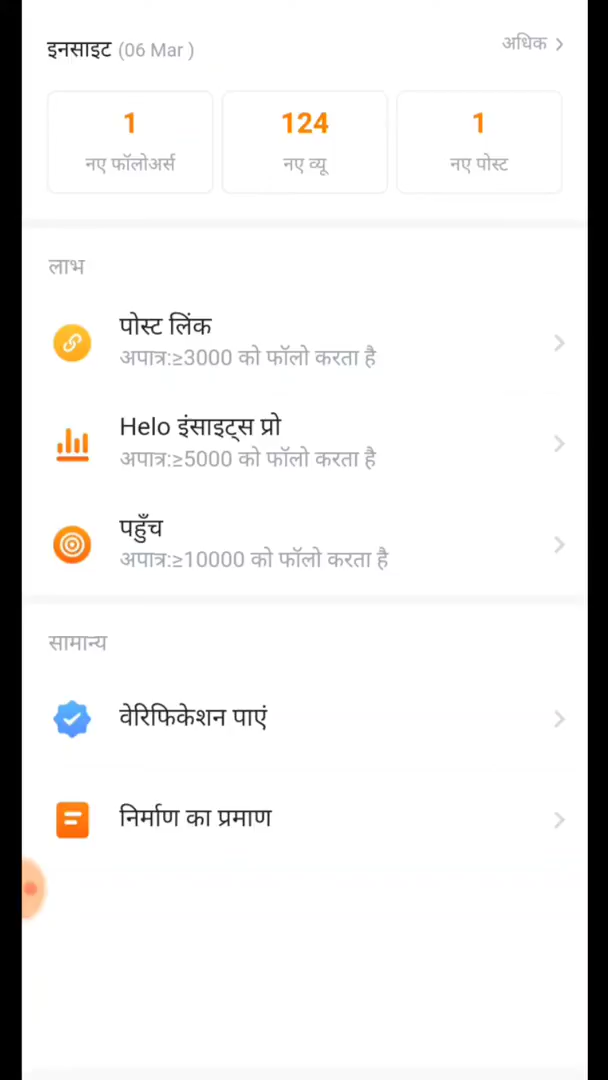 इनसाइट (06 Mar )
अधिक
1
124
1
नए फॉलोअर्स
नए व्यू
नए पोस्ट
लाभ
पोस्ट लिंक
अपात्र:≥3000 को फॉलो करता है
Helo इंसाइट्स प्रो
अपात्र:≥5000 को फॉलो करता है
पहुँच
अपात्र:≥10000 को फॉलो करता है
सामान्य
वेरिफिकेशन पाएं
निर्माण का प्रमाण